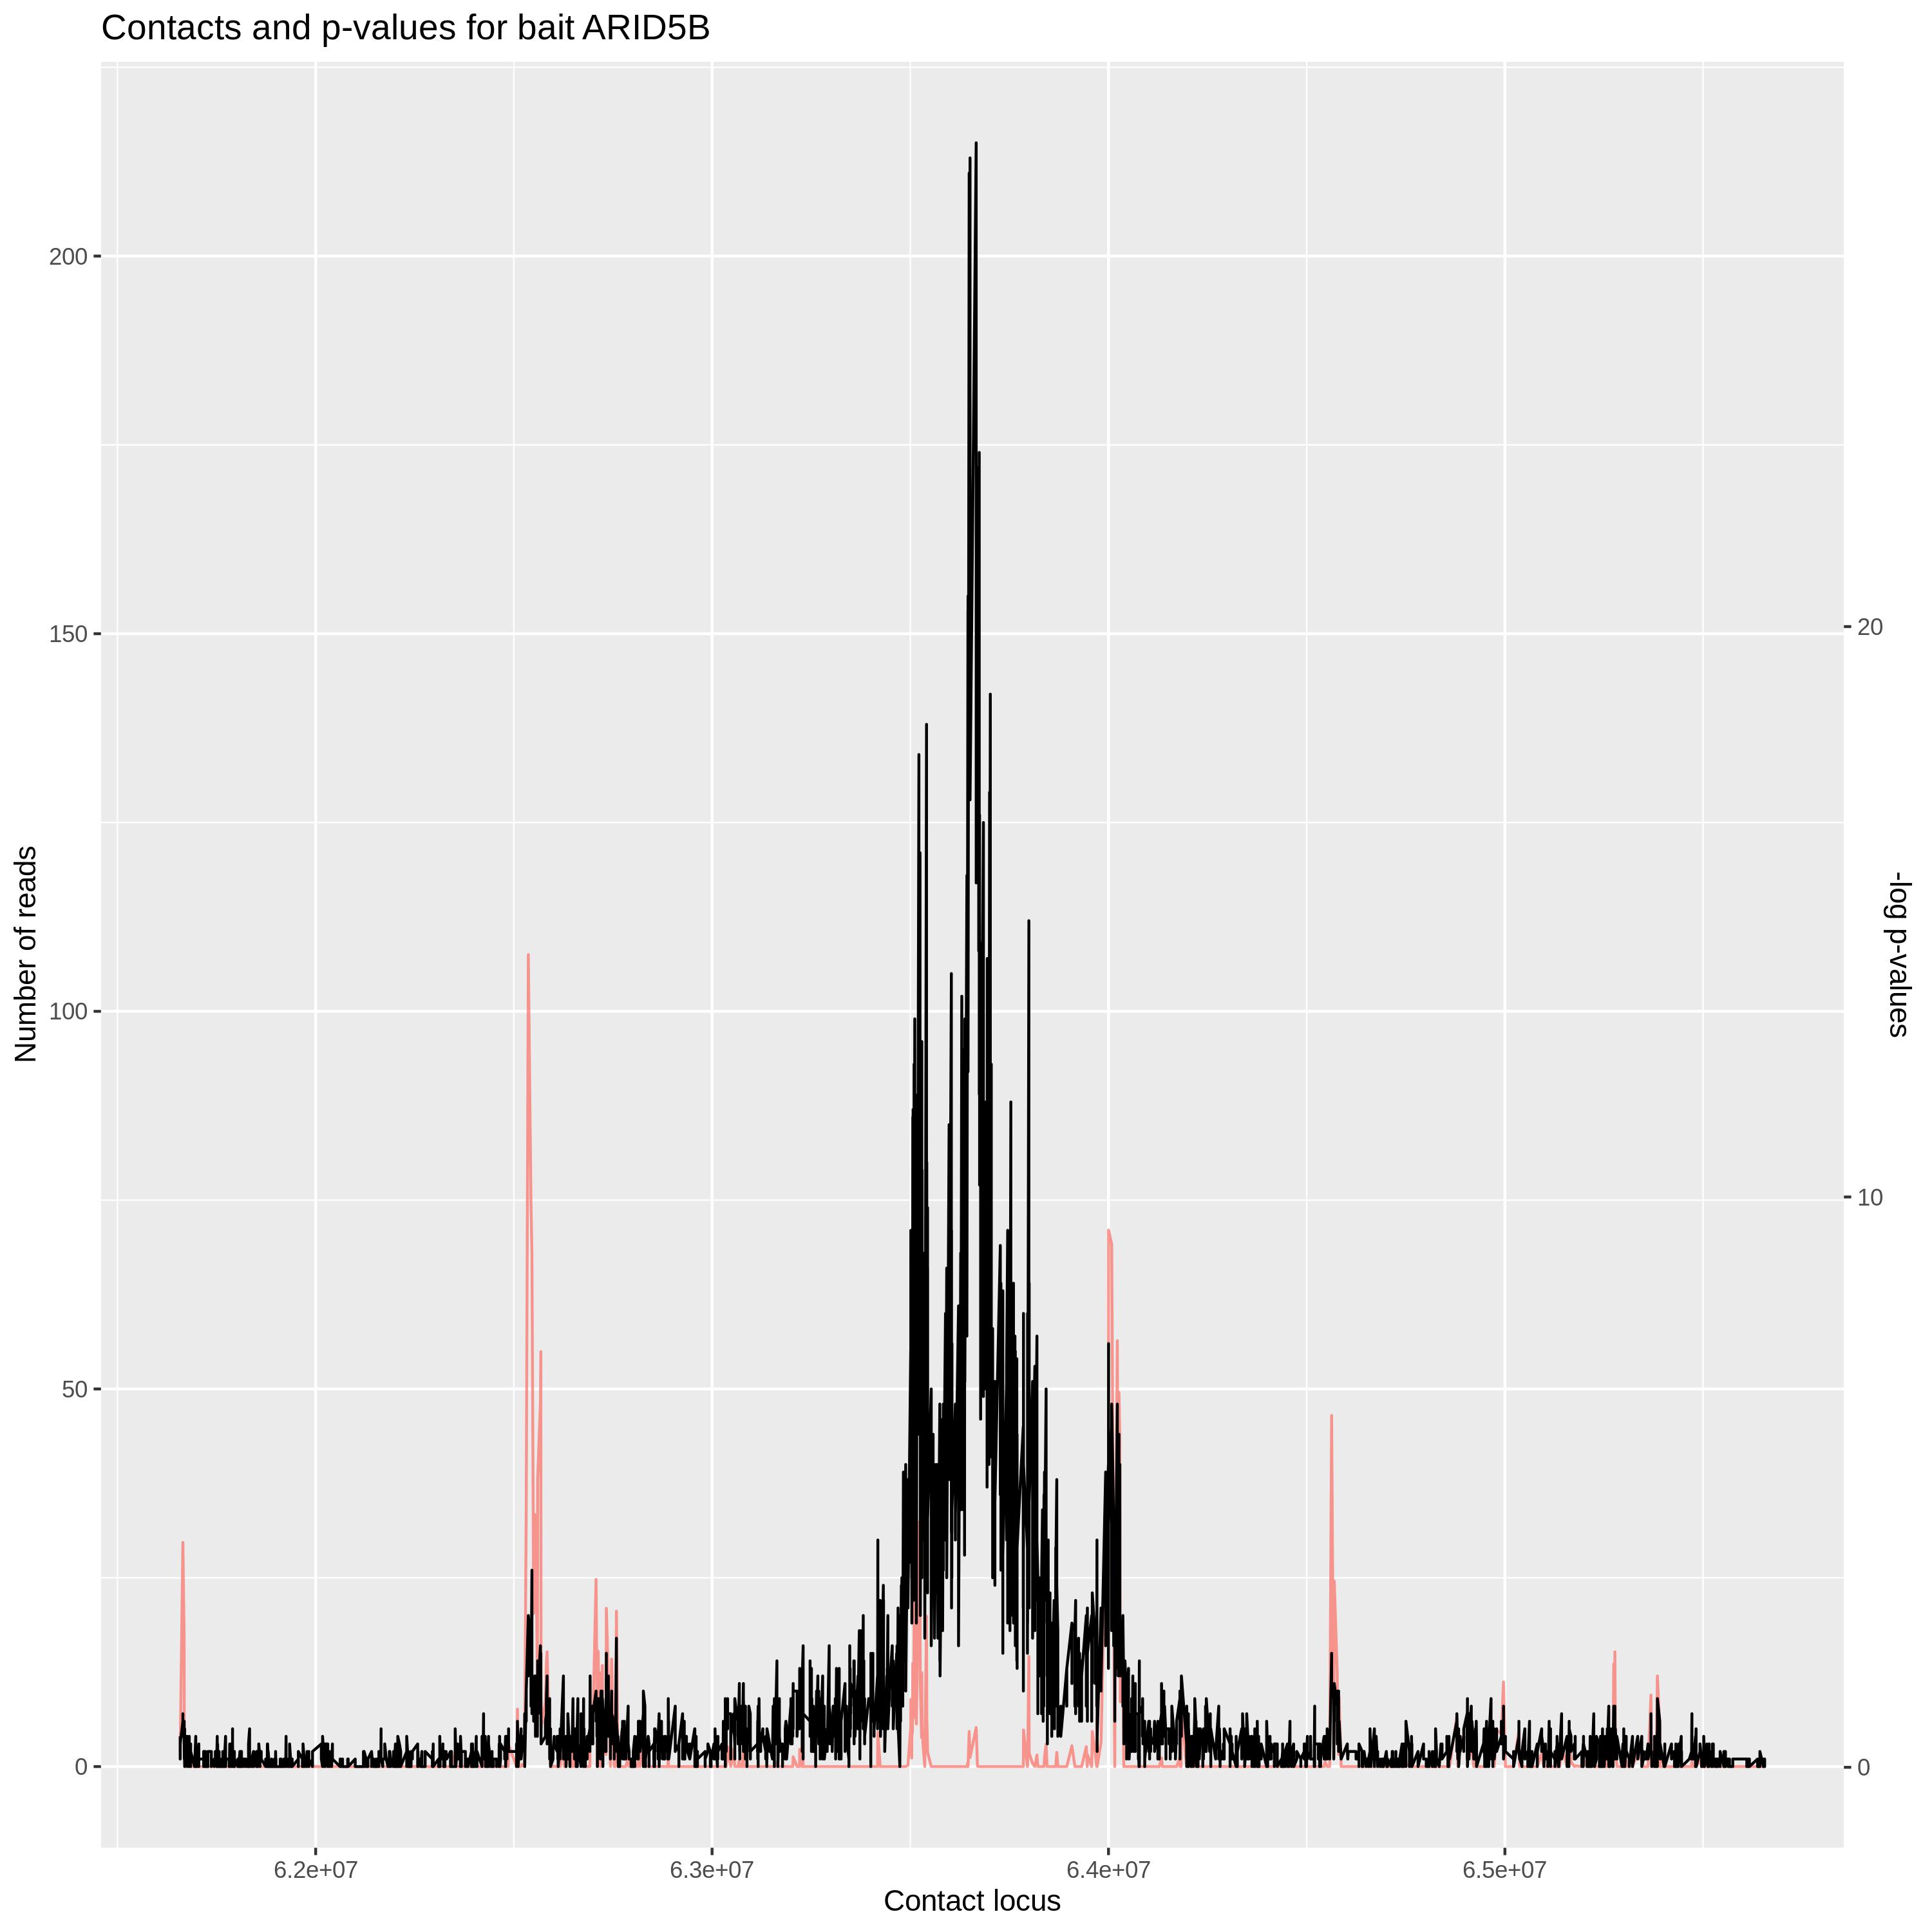 Contacts and p-values for bait ARID5B
Number of reads
200
150
100
50
0
20
10
0
-log p-values
6.2e+07
6.3e+07
6.4e+07
6.5e+07
Contact locus